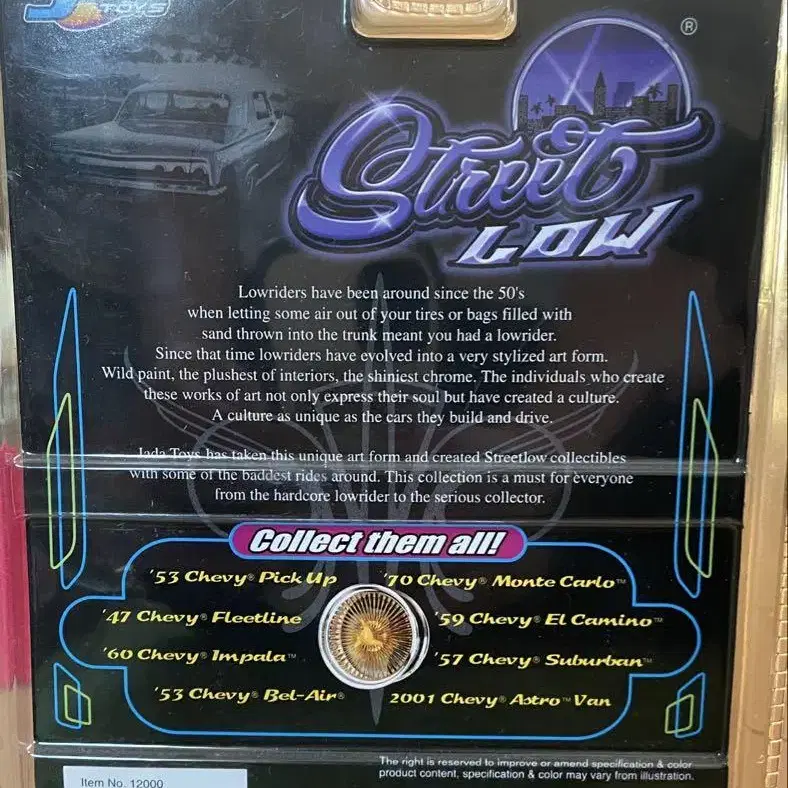 TOYS
®
Street
LOW
Lowriders have been around since the 50's
when letting some air out of your tires or bags filled with
sand thrown into the trunk meant you had a lowrider.
Since that time lowriders have evolved into a very stylized art form.
Wild paint, the plushest of interiors, the shiniest chrome. The individuals who create
these works of art not only express their soul but have created a culture.
A culture as unique as the cars they build and drive.
Jada Toys has taken this unique art form and created Streetlow collectibles
with some of the baddest rides around. This collection is a must for everyone
from the hardcore lowrider to the serious collector.
Collect them all!
'53 Chevy® Pick Up
'70 Chevy® Monte Carlo™
'47 Chevy® Fleetline
'59 Chevy® El Camino™
'60 Chevy® Impala™
'57 Chevy® Suburban™
'53 Chevy® Bel-Air®
2001 Chevy® Astro™ Van
The right is reserved to improve or amend specification & color
product content, specification & color may vary from illustration.
Item No. 12000